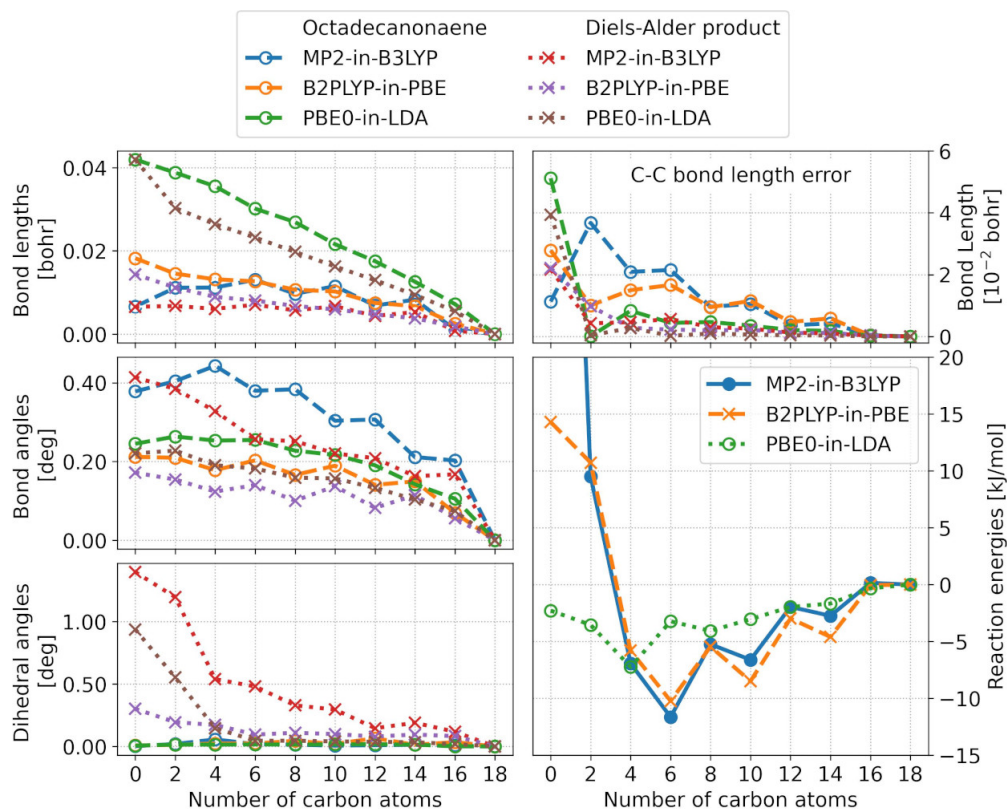 Octadecanonaene Diels-Alder product
MP2-in-B3LYP MP2-in-B3LYP
B2PLYP-in-PBE B2PLYP-in-PBE
PBE0-in-LDA PBE0-in-LDA
Bond lengths
[bohr]
0.04
0.02
0.00
C-C bond length error
6
4
2
0
Bond Length
[10⁻² bohr]
Bond angles
[deg]
0.40
0.20
0.00
MP2-in-B3LYP
B2PLYP-in-PBE
PBE0-in-LDA
20
15
10
5
0
−5
−10
−15
Reaction energies [kJ/mol]
Dihedral angles
[deg]
1.00
0.50
0.00
0 2 4 6 8 10 12 14 16 18
Number of carbon atoms
0 2 4 6 8 10 12 14 16 18
Number of carbon atoms